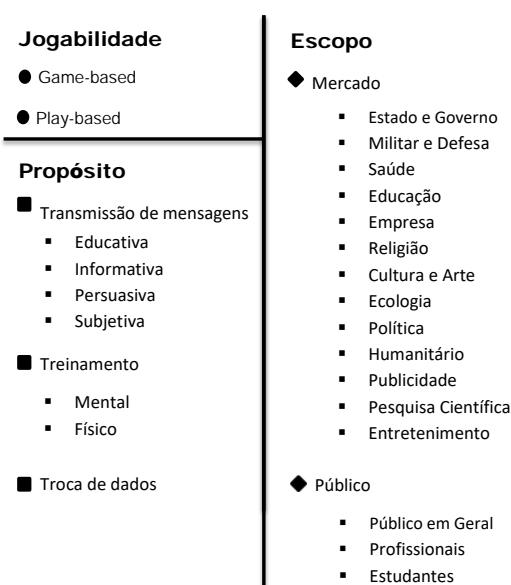 Jogabilidade
Game-based
Play-based
Propósito
Transmissão de mensagens
Educativa
Informativa
Persuasiva
Subjetiva
Treinamento
Mental
Físico
Troca de dados
Escopo
Mercado
Estado e Governo
Militar e Defesa
Saúde
Educação
Empresa
Religião
Cultura e Arte
Ecologia
Política
Humanitário
Publicidade
Pesquisa Científica
Entretenimento
Público
Público em Geral
Profissionais
Estudantes